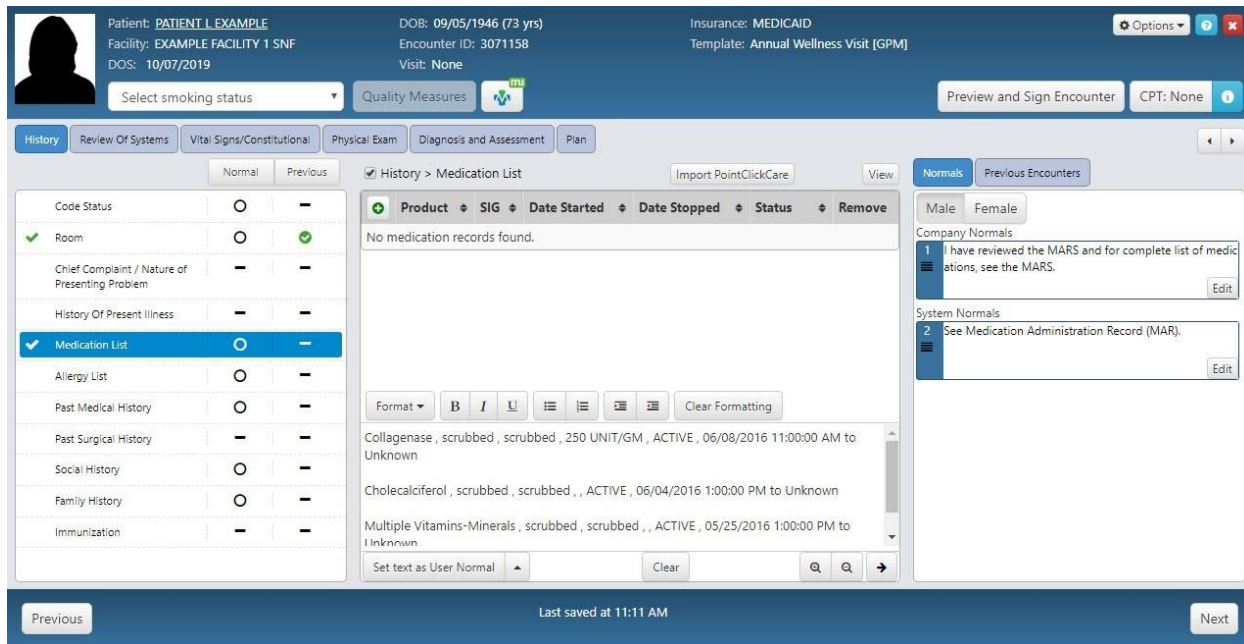 Patient: PATIENT L EXAMPLE
Facility: EXAMPLE FACILITY 1 SNF
DOS: 10/07/2019
DOB: 09/05/1946 (73 yrs)
Encounter ID: 3071158
Visit: None
Insurance: MEDICAID
Template: Annual Wellness Visit [GPM]
Options
?
Select smoking status
Quality Measures
mu
Preview and Sign Encounter
CPT: None
i
History
Review Of Systems
Vital Signs/Constitutional
Physical Exam
Diagnosis and Assessment
Plan
Normal
Previous
Code Status
Room
Chief Complaint / Nature of
Presenting Problem
History Of Present Illness
Medication List
Allergy List
Past Medical History
Past Surgical History
Social History
Family History
Immunization
History > Medication List
Import PointClickCare
View
Product SIG Date Started Date Stopped Status Remove
No medication records found.
Format B I U Clear Formatting
Collagenase , scrubbed , scrubbed , 250 UNIT/GM , ACTIVE , 06/08/2016 11:00:00 AM to
Unknown
Cholecalciferol , scrubbed , scrubbed , , ACTIVE , 06/04/2016 1:00:00 PM to Unknown
Multiple Vitamins-Minerals , scrubbed , scrubbed , , ACTIVE , 05/25/2016 1:00:00 PM to
Unknown
Set text as User Normal
Clear
Normals
Previous Encounters
Male
Female
Company Normals
1
I have reviewed the MARS and for complete list of medic
ations, see the MARS.
Edit
System Normals
2
See Medication Administration Record (MAR).
Edit
Previous
Last saved at 11:11 AM
Next